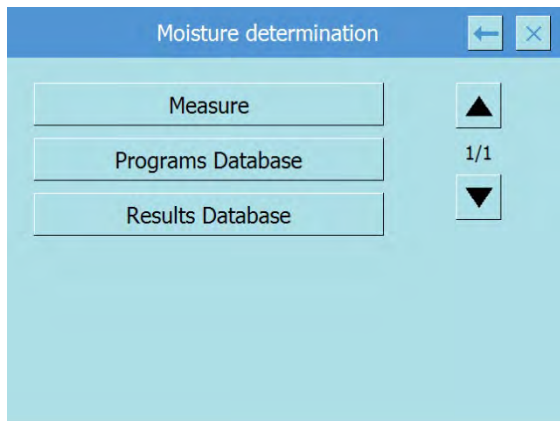 Moisture determination
Measure
Programs Database
1/1
Results Database